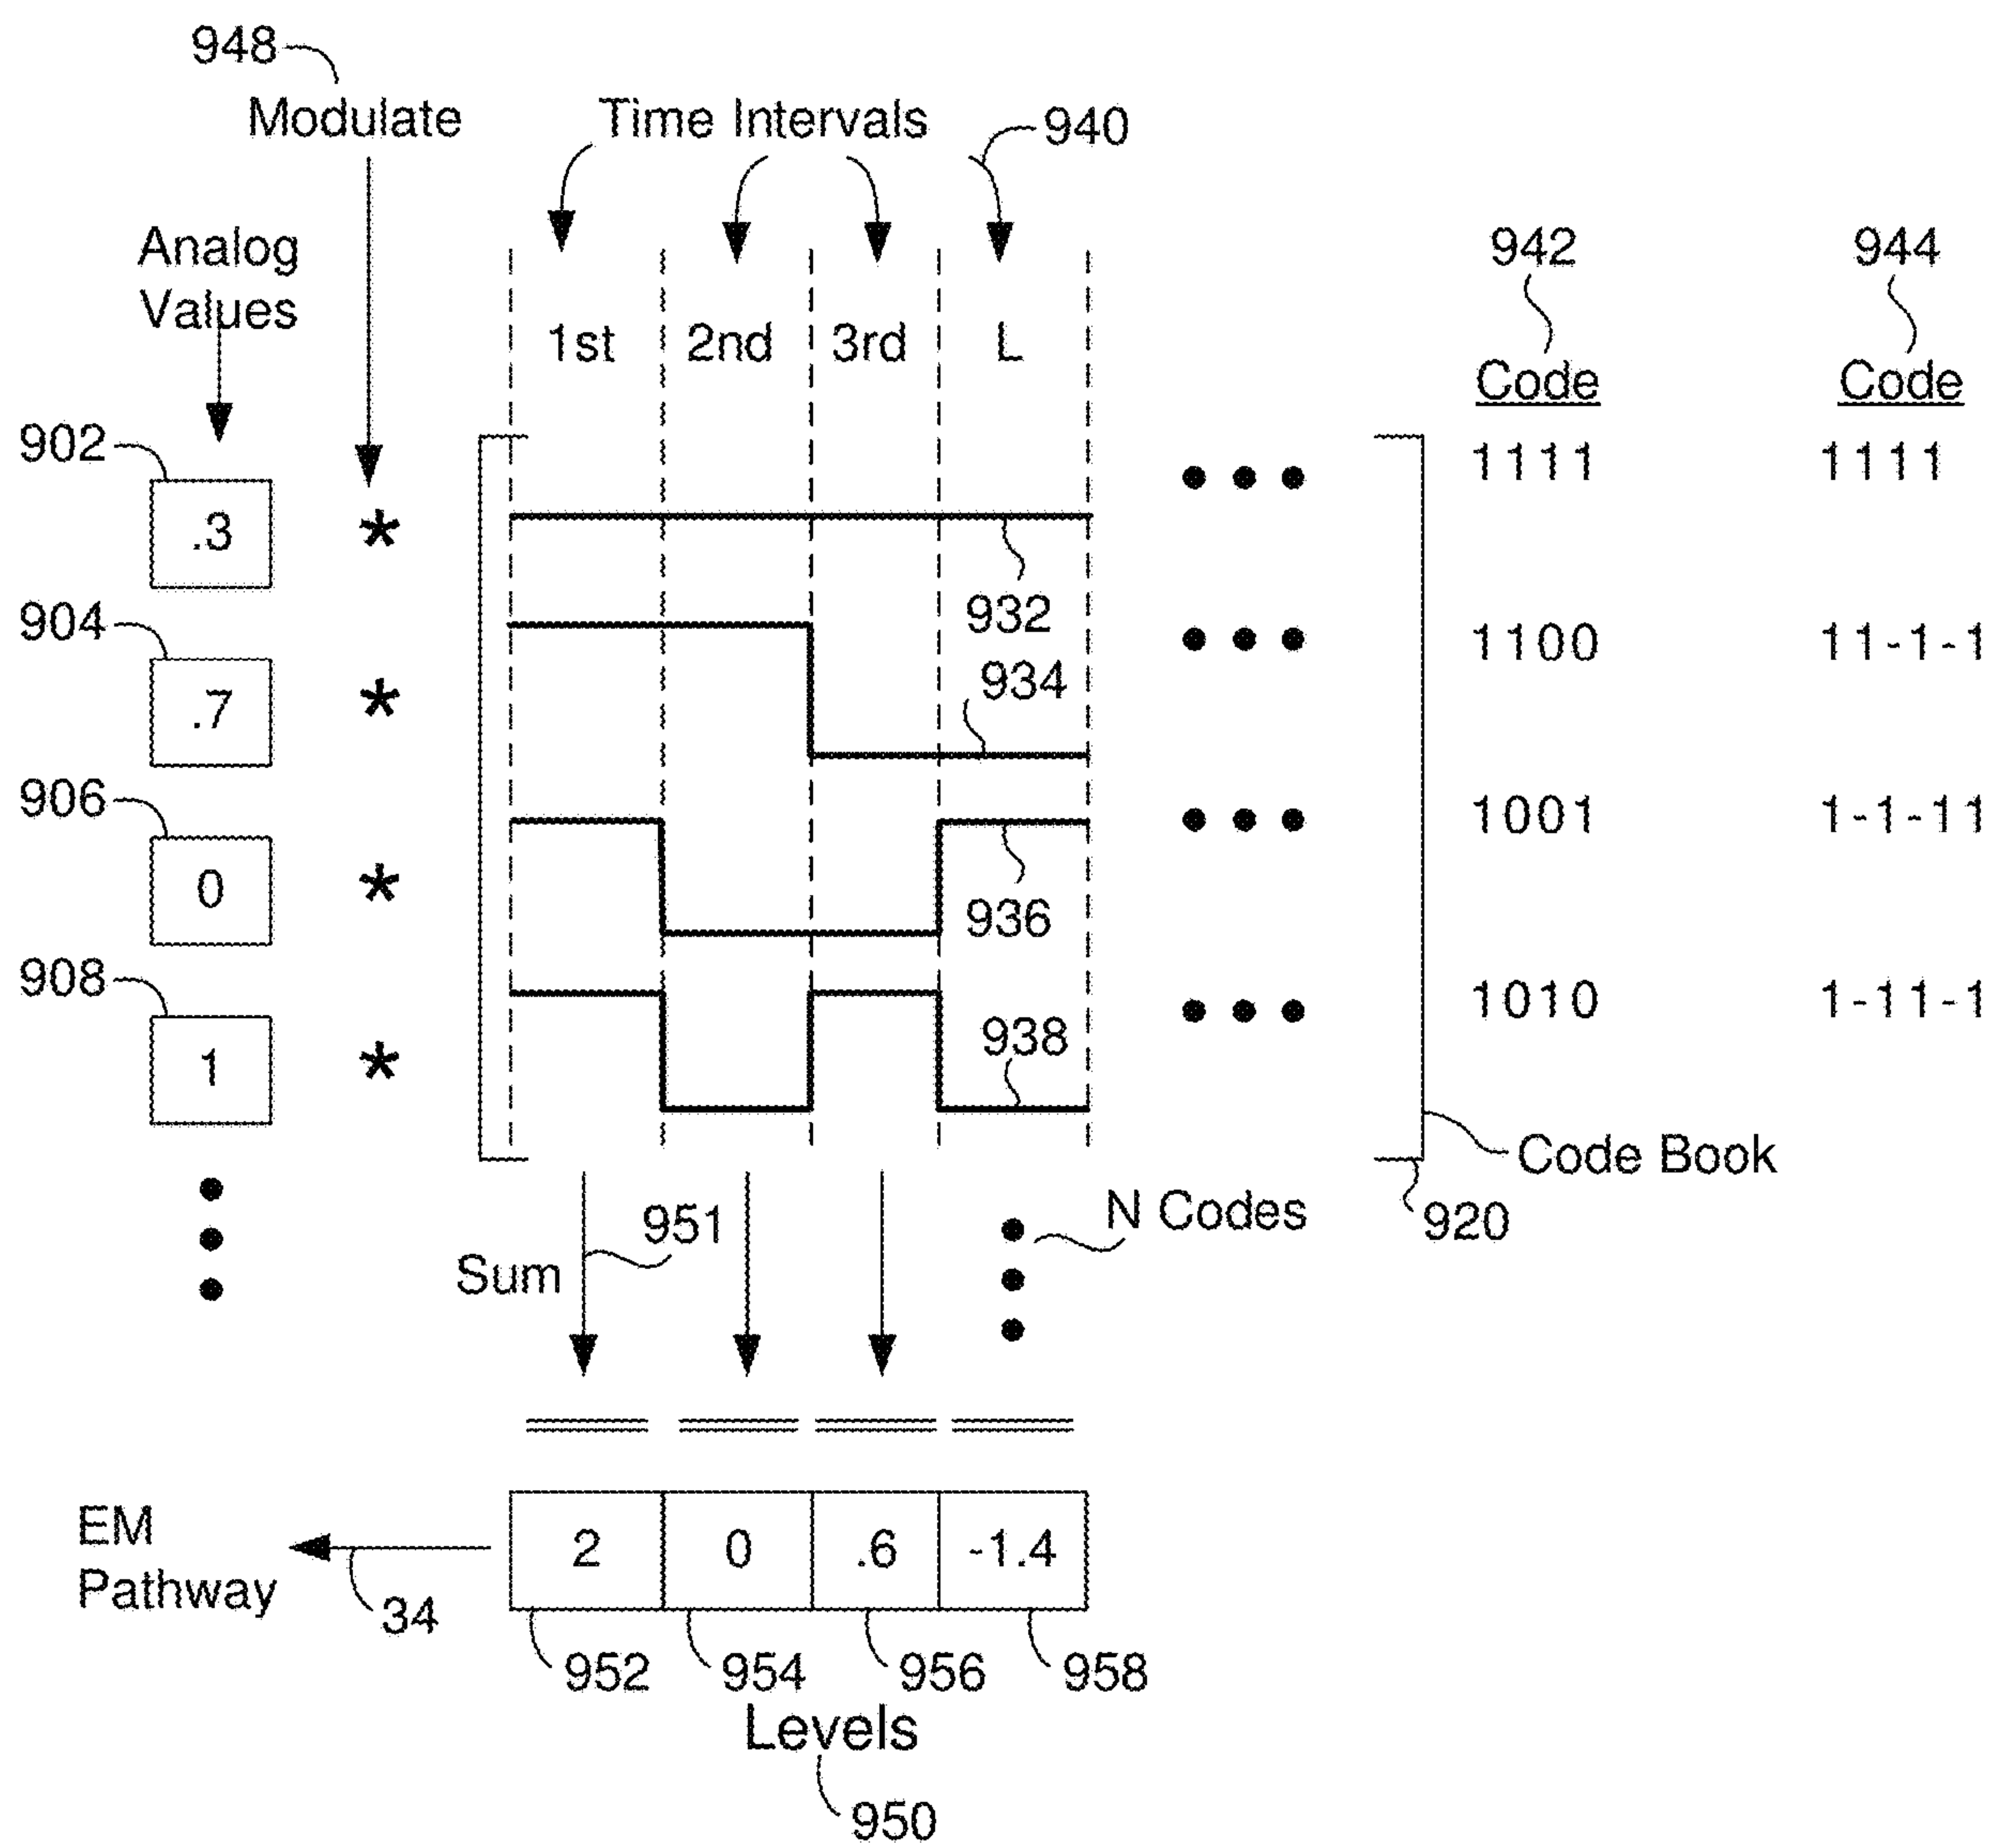 948
Modulate
Time Intervals
940
Analog
Values
1st
2nd
3rd
L
942
944
Code
Code
902
.3
*
932
1111
1111
904
.7
*
934
1100
11-1-1
906
0
*
936
1001
1-1-11
908
1
*
938
1010
1-11-1
Code Book
920
N Codes
951
Sum
EM
Pathway
34
2
0
.6
-1.4
952
954
956
958
Levels
950